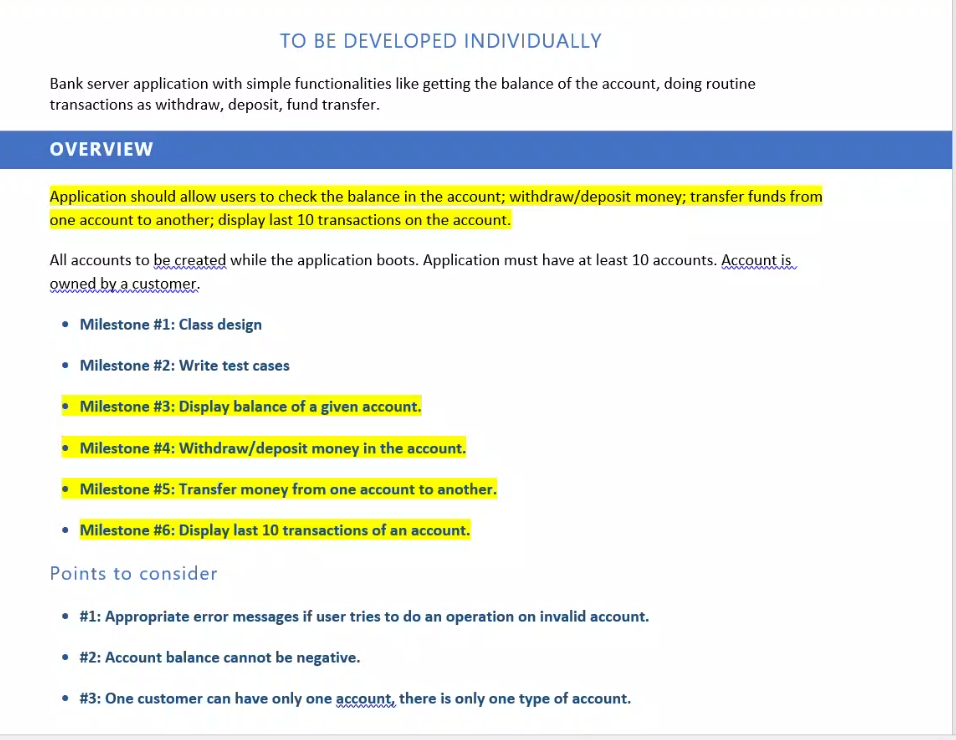 TO BE DEVELOPED INDIVIDUALLY
Bank server application with simple functionalities like getting the balance of the account, doing routine
transactions as withdraw, deposit, fund transfer.
OVERVIEW
Application should allow users to check the balance in the account; withdraw/deposit money; transfer funds from
one account to another; display last 10 transactions on the account.
All accounts to be created while the application boots. Application must have at least 10 accounts. Account is
owned by a customer.
• Milestone #1: Class design
• Milestone #2: Write test cases
• Milestone #3: Display balance of a given account.
• Milestone #4: Withdraw/deposit money in the account.
• Milestone #5: Transfer money from one account to another.
• Milestone #6: Display last 10 transactions of an account.
Points to consider
• #1: Appropriate error messages if user tries to do an operation on invalid account.
• #2: Account balance cannot be negative.
• #3: One customer can have only one account, there is only one type of account.